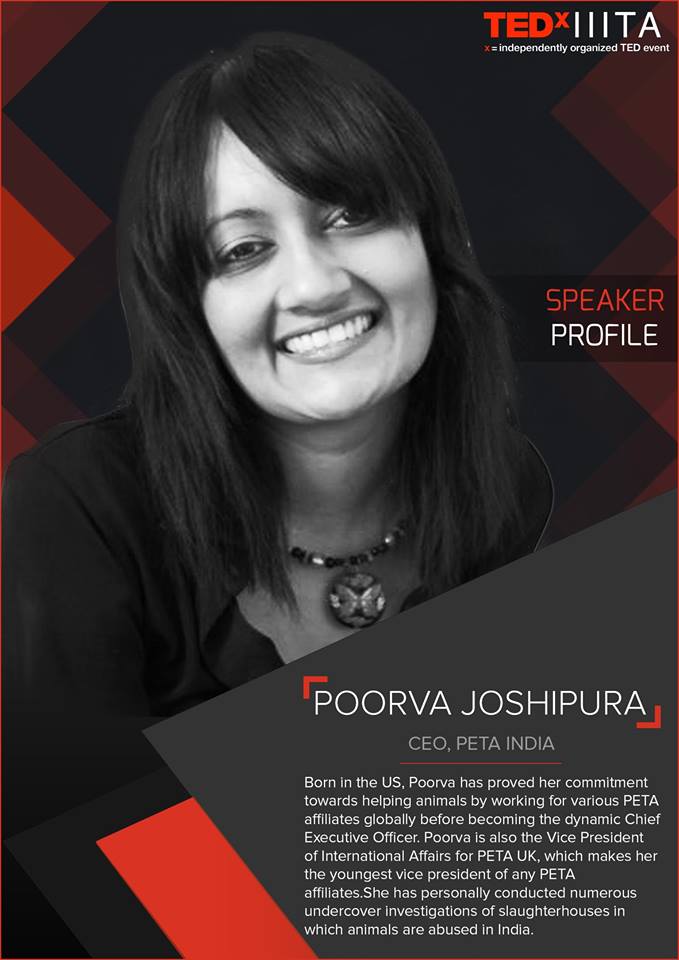 TEDxIIITA
x = independently organized TED event
SPEAKER
PROFILE
POORVA JOSHIPURA
CEO, PETA INDIA
Born in the US, Poorva has proved her commitment
towards helping animals by working for various PETA
affiliates globally before becoming the dynamic Chief
Executive Officer. Poorva is also the Vice President
of International Affairs for PETA UK, which makes her
the youngest vice president of any PETA
affiliates.She has personally conducted numerous
undercover investigations of slaughterhouses in
which animals are abused in India.